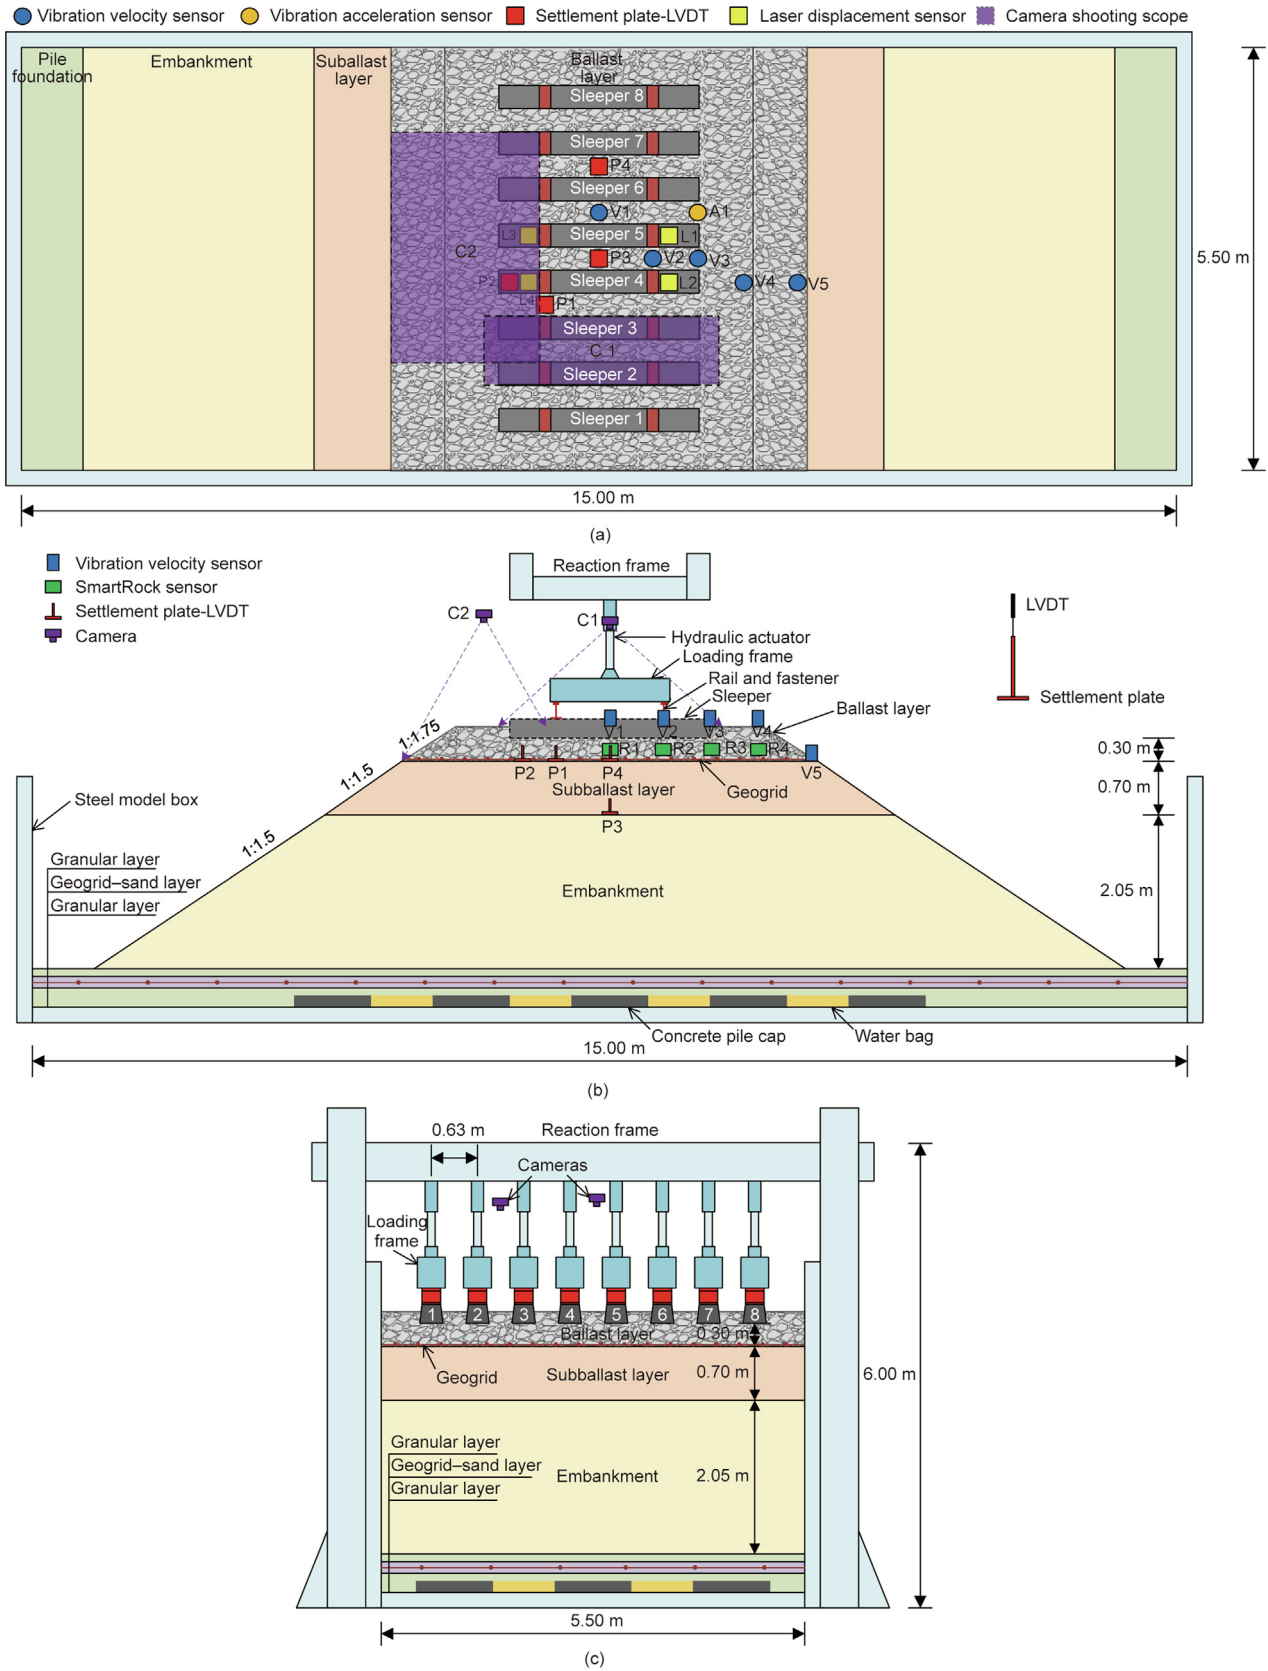 Vibration velocity sensor
Vibration acceleration sensor
Settlement plate-LVDT
Laser displacement sensor
Camera shooting scope
Pile
foundation
Embankment
Suballast
layer
Ballast
layer
Sleeper 8
Sleeper 7
P4
Sleeper 6
V1
A1
L3
Sleeper 5
L1
C2
P3
V2
V3
P2
Sleeper 4
L2
V4
V5
L4
P1
Sleeper 3
C 1
Sleeper 2
Sleeper 1
5.50 m
15.00 m
(a)
Vibration velocity sensor
SmartRock sensor
Settlement plate-LVDT
Camera
Reaction frame
C2
C1
Hydraulic actuator
Loading frame
Rail and fastener
Sleeper
Ballast layer
LVDT
Settlement plate
1:1.75
V1
V2
V3
V4
R1
R2
R3
R4
0.30 m
1:1.5
P2
P1
P4
V5
Suballast layer
Geogrid
0.70 m
Steel model box
P3
1:1.5
Granular layer
Geogrid–sand layer
Granular layer
Embankment
2.05 m
Concrete pile cap
Water bag
15.00 m
(b)
0.63 m
Reaction frame
Cameras
Loading
frame
1
2
3
4
5
6
7
8
Ballast layer
0.30 m
Geogrid
Suballast layer
0.70 m
6.00 m
Granular layer
Geogrid–sand layer
Granular layer
Embankment
2.05 m
5.50 m
(c)